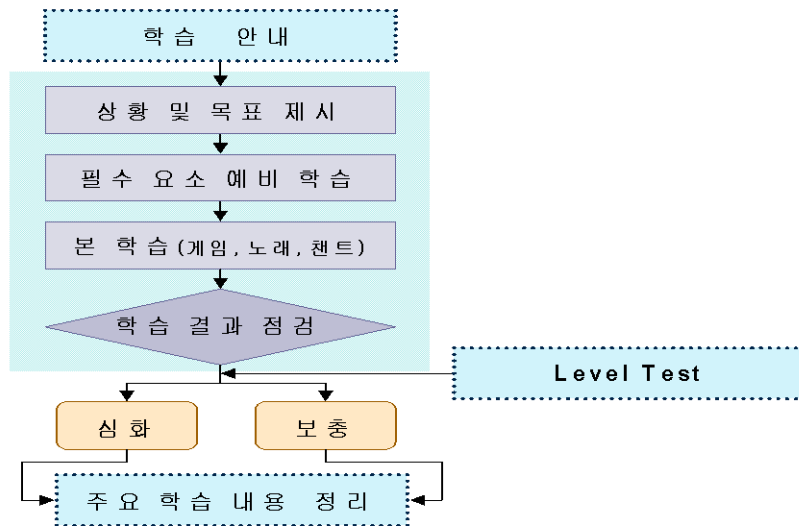 학습 안내
상황 및 목표 제시
필수 요소 예비 학습
본 학습(게임, 노래, 챈트)
학습 결과 점검
Level Test
심화
보충
주요 학습 내용 정리